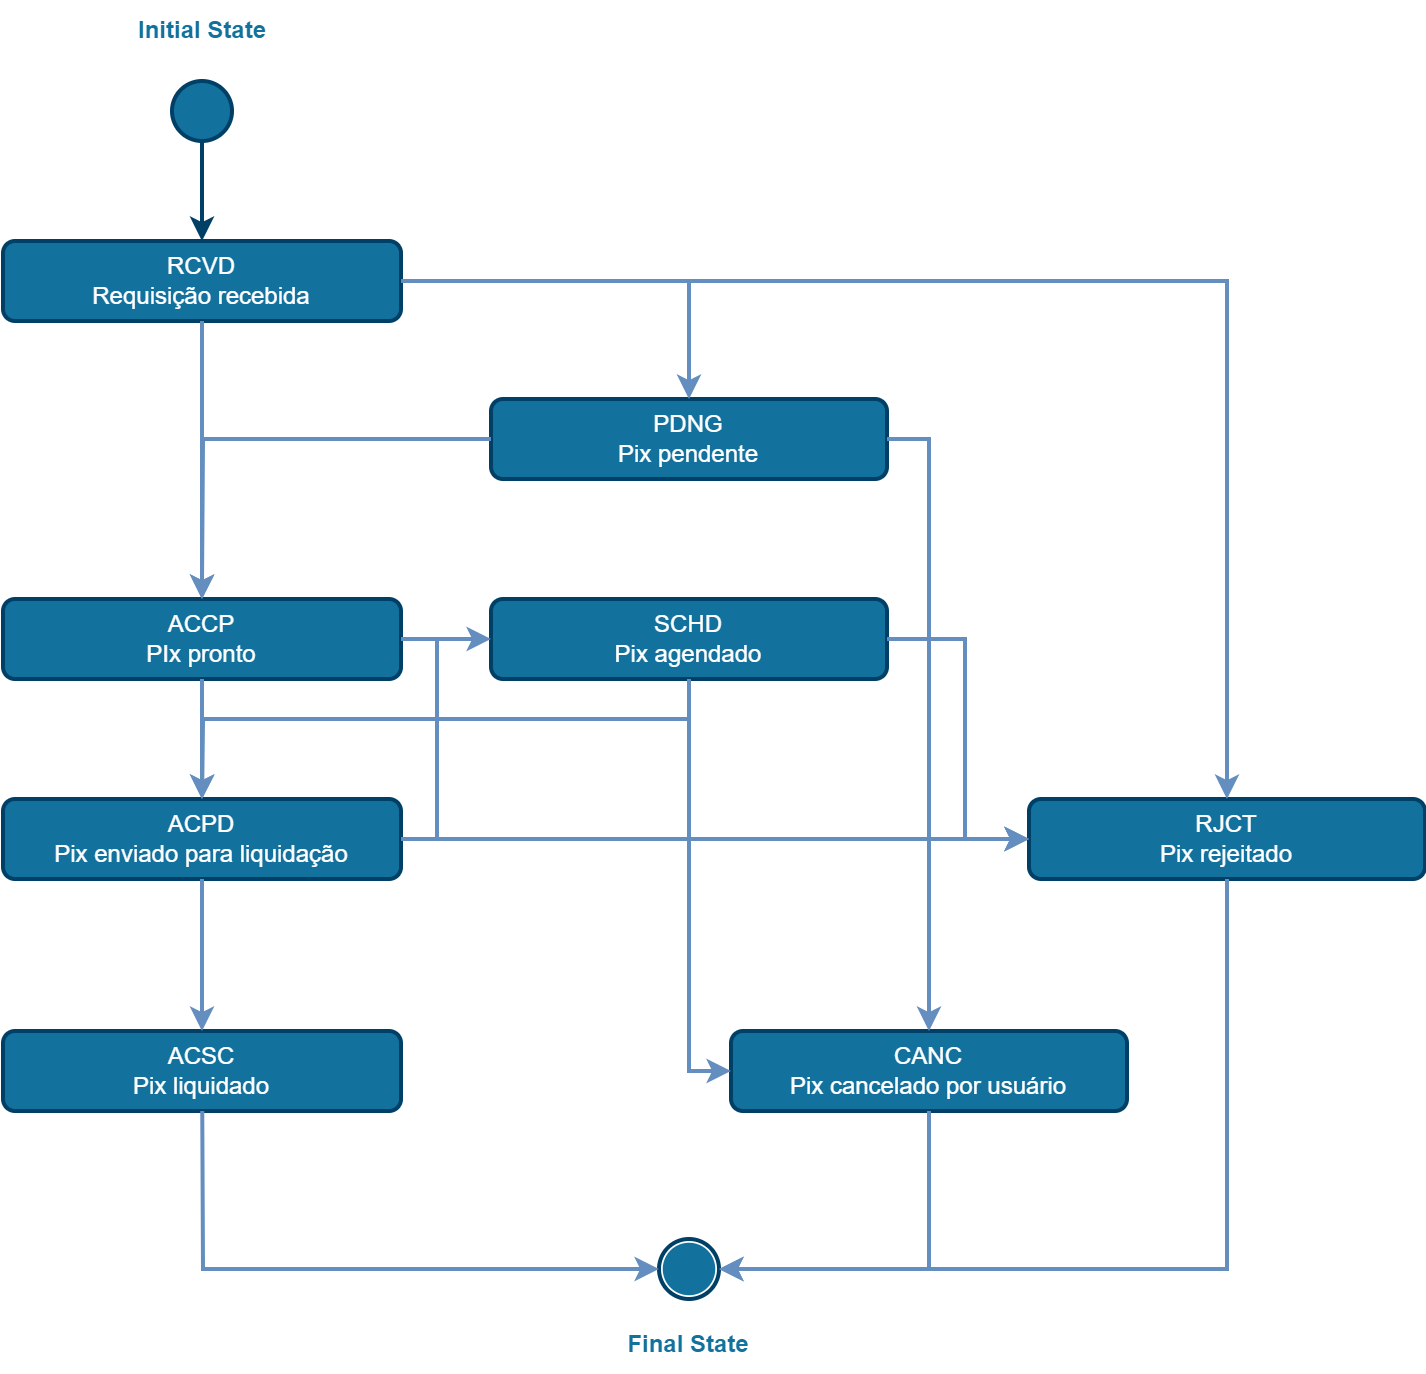 Initial State
RCVD
Requisição recebida
PDNG
Pix pendente
ACCP
PIx pronto
SCHD
Pix agendado
ACPD
Pix enviado para liquidação
RJCT
Pix rejeitado
ACSC
Pix liquidado
CANC
Pix cancelado por usuário
Final State